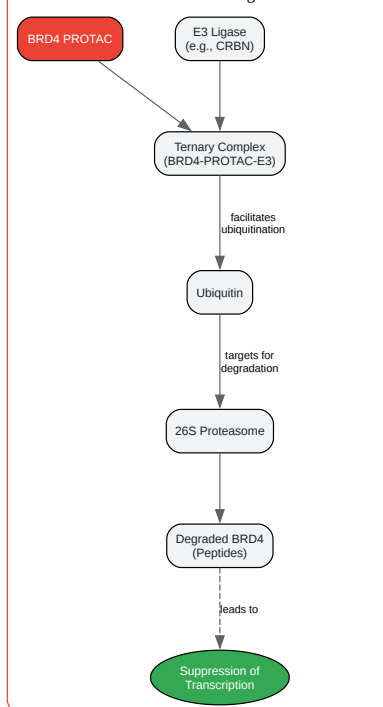 BRD4 PROTAC
E3 Ligase
(e.g., CRBN)
Ternary Complex
(BRD4-PROTAC-E3)
facilitates
ubiquitination
Ubiquitin
targets for
degradation
26S Proteasome
Degraded BRD4
(Peptides)
leads to
Suppression of
Transcription